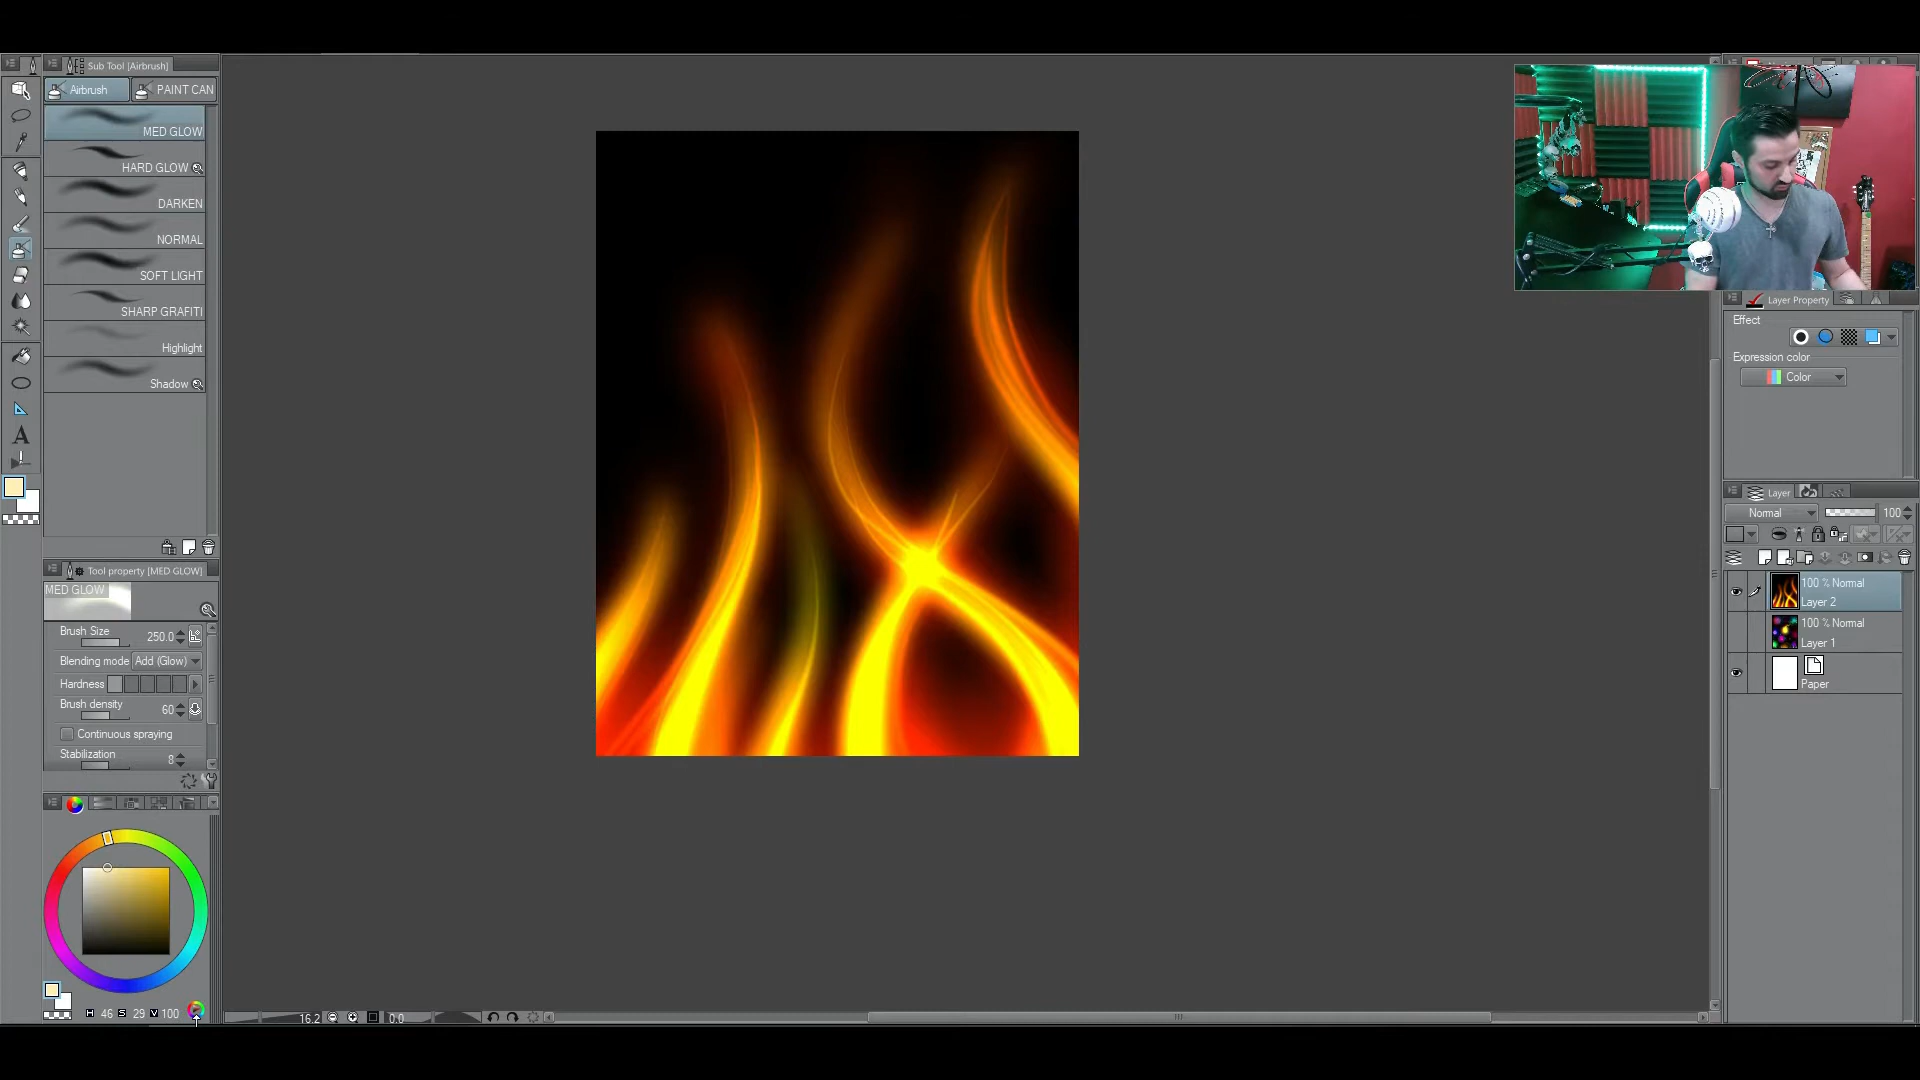 Sub Tool [Airbrush]
Airbrush
PAINT CAN
MED GLOW
HARD GLOW
DARKEN
NORMAL
SOFT LIGHT
SHARP GRAFITI
Highlight
Shadow
A
Tool property [MED GLOW]
MED GLOW
Brush Size 250.0
Blending mode Add (Glow)
Hardness
Brush density 60
Continuous spraying
Stabilization 8
H 46 S 29 V 100
16.2
0.0
Layer Property
Effect
Expression color
Color
Layer
Normal 100
100 % Normal
Layer 2
100 % Normal
Layer 1
Paper